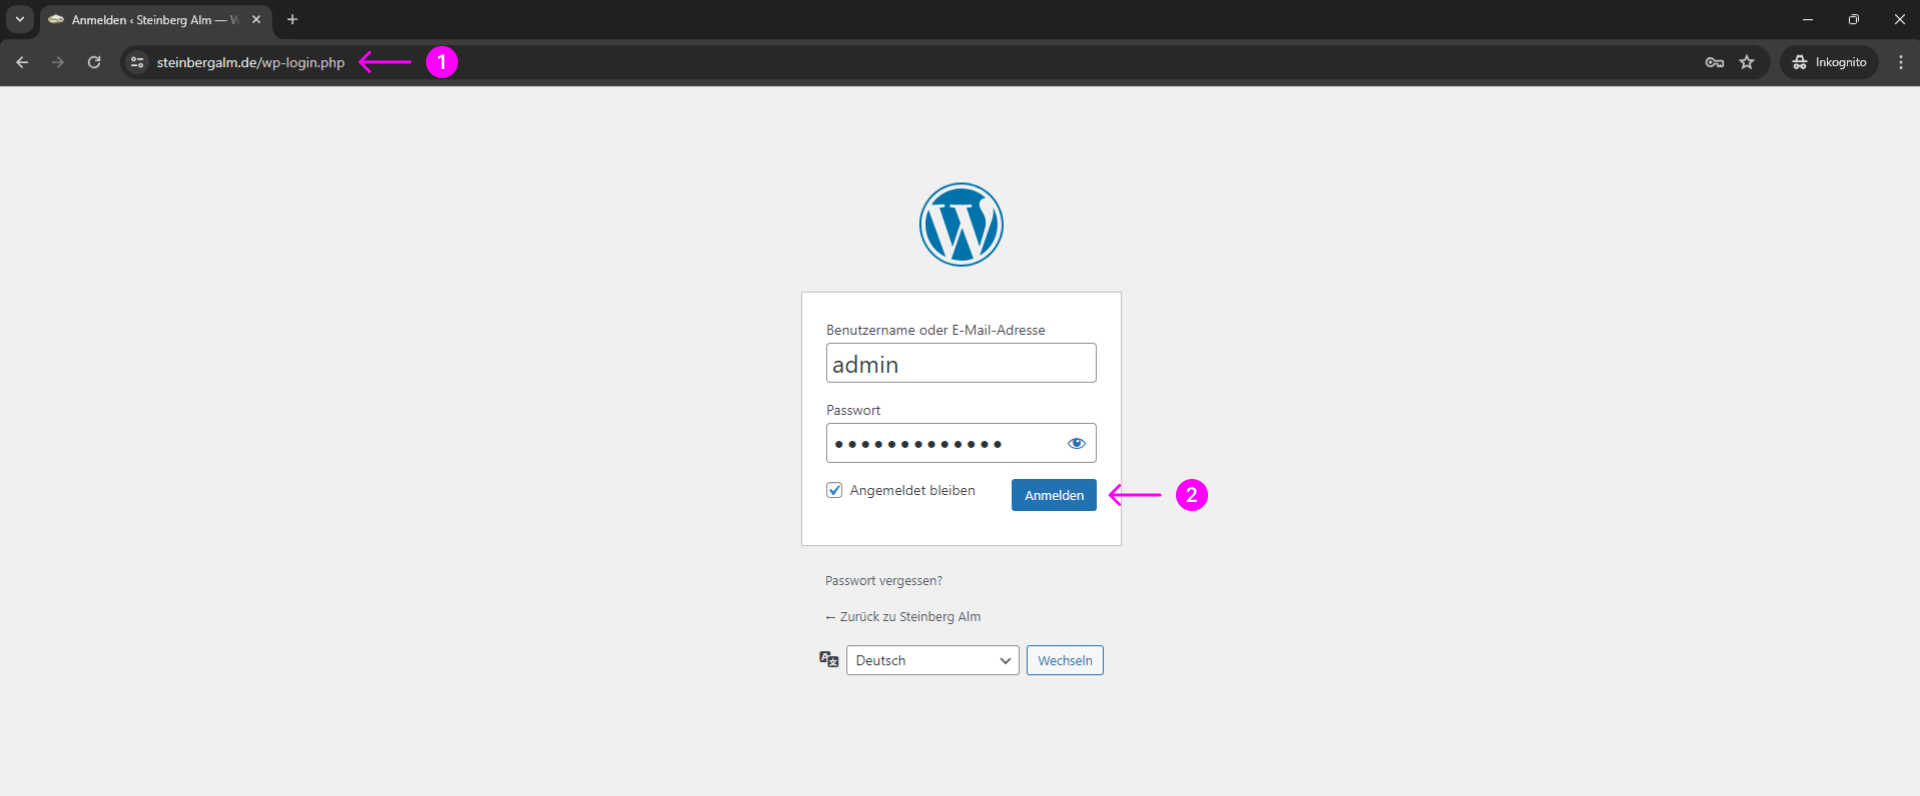 Anmelden ‹ Steinberg Alm —
steinbergalm.de/wp-login.php
1
Inkognito
Benutzername oder E-Mail-Adresse
admin
Passwort
Angemeldet bleiben
Anmelden
2
Passwort vergessen?
← Zurück zu Steinberg Alm
Deutsch
Wechseln